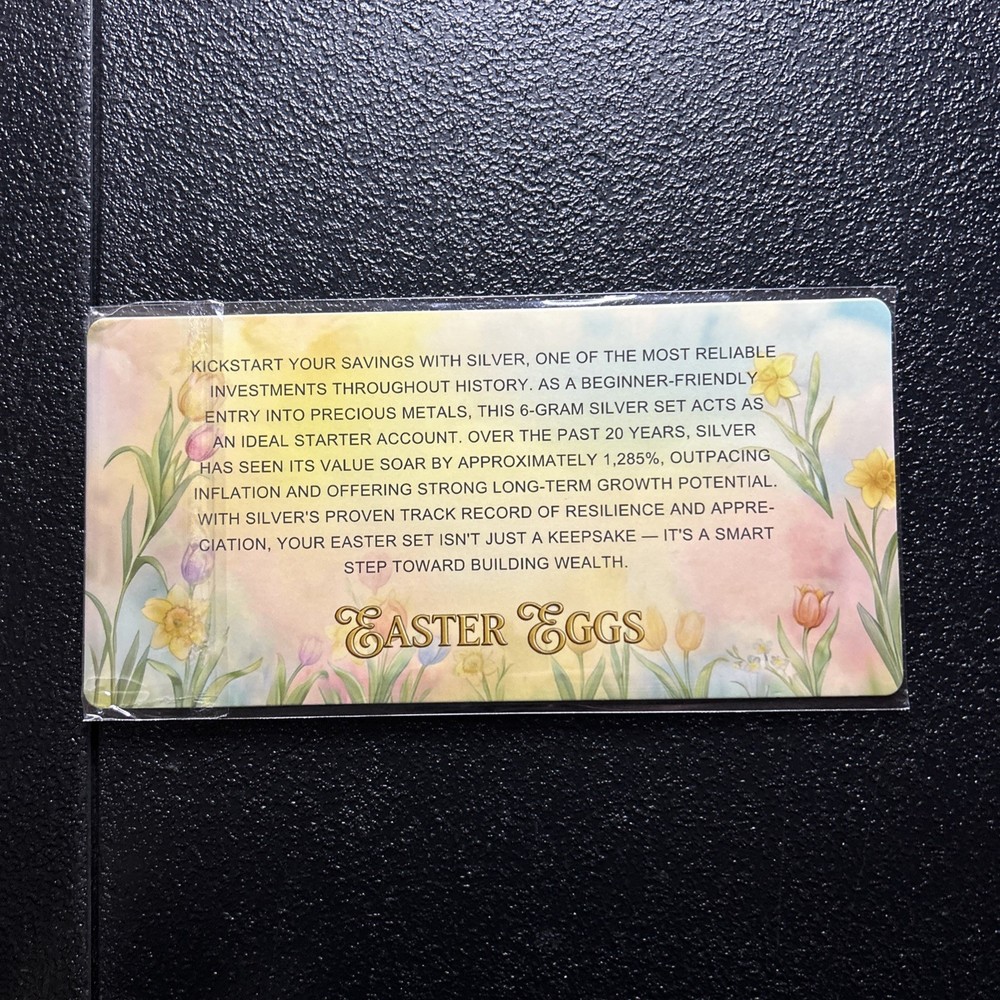 KICKSTART YOUR SAVINGS WITH SILVER, ONE OF THE MOST RELIABLE
INVESTMENTS THROUGHOUT HISTORY. AS A BEGINNER-FRIENDLY
ENTRY INTO PRECIOUS METALS, THIS 6-GRAM SILVER SET ACTS AS
AN IDEAL STARTER ACCOUNT. OVER THE PAST 20 YEARS, SILVER
HAS SEEN ITS VALUE SOAR BY APPROXIMATELY 1,285%, OUTPACING
INFLATION AND OFFERING STRONG LONG-TERM GROWTH POTENTIAL.
WITH SILVER'S PROVEN TRACK RECORD OF RESILIENCE AND APPRE-
CIATION, YOUR EASTER SET ISN'T JUST A KEEPSAKE — IT'S A SMART
STEP TOWARD BUILDING WEALTH.
EASTER EGGS